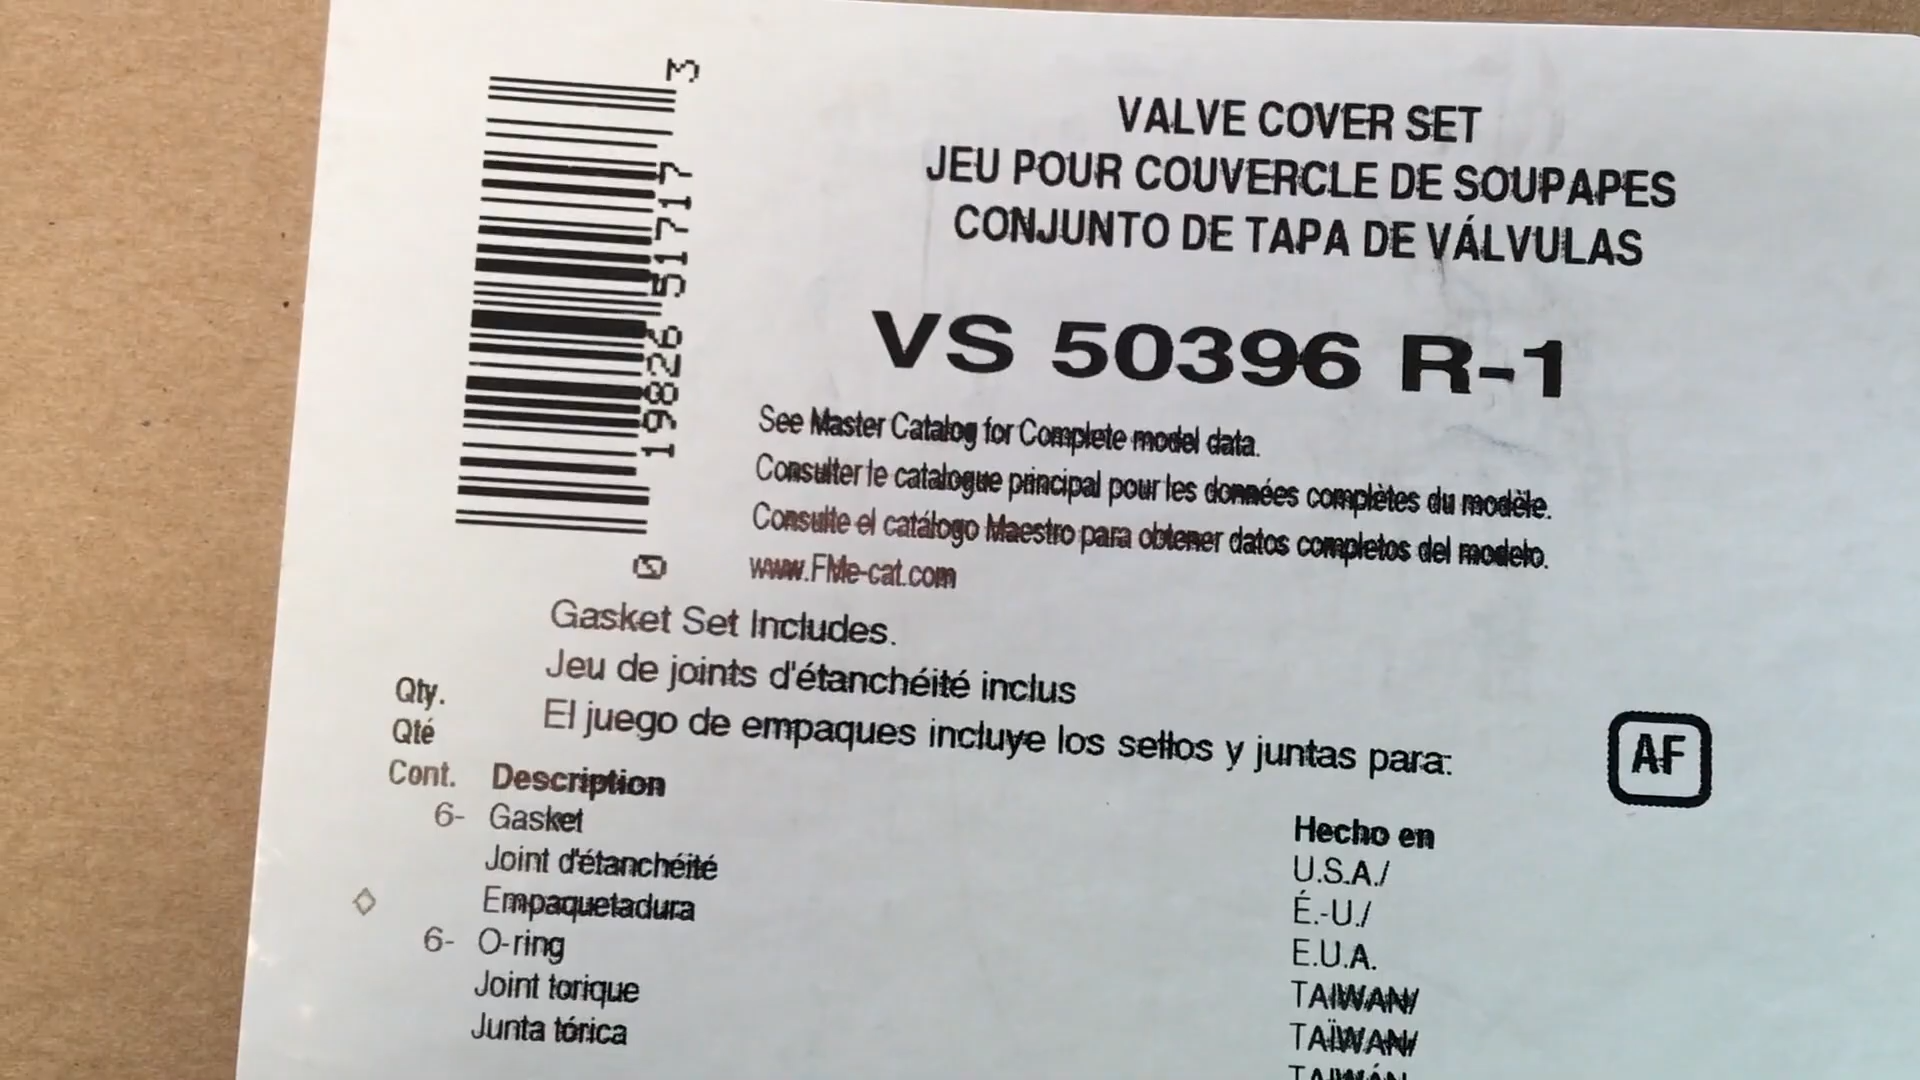 VALVE COVER SET
JEU POUR COUVERCLE DE SOUPAPES
CONJUNTO DE TAPA DE VÁLVULAS
1 98826 51717 3
VS 50396 R-1
See Master Catalog for Complete model data.
Consulter le catalogue principal pour les données complètes du modèle.
Consulte el catálogo Maestro para obtener datos completos del modelo.
www.FMe-cat.com
Gasket Set Includes.
Jeu de joints d'étanchéité inclus
El juego de empaques incluye los sellos y juntas para:
Qty.
Qté
Cont. Description
AF
6- Gasket
Joint d'étanchéité
Empaquetadura
6- O-ring
Joint torique
Junta tórica
Hecho en
U.S.A./
É.-U./
E.U.A.
TAIWAN/
TAÏWAN/
TAIWÁN